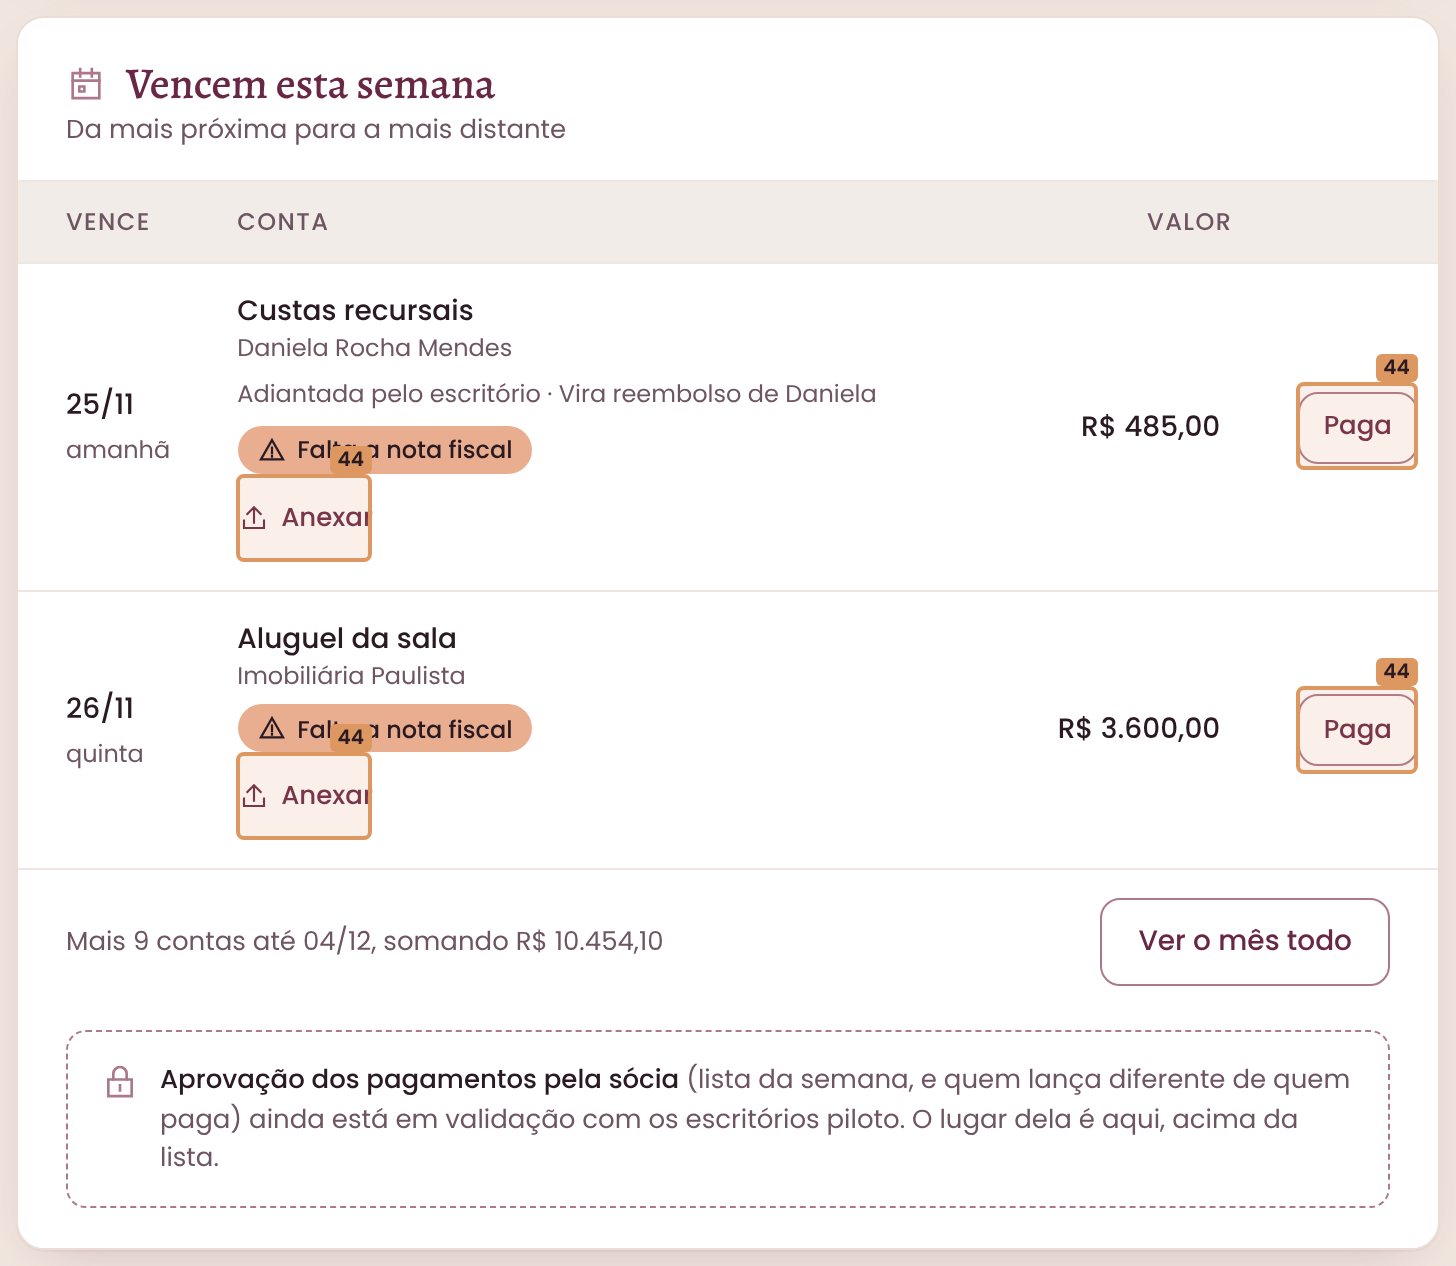 Vencem esta semana
Da mais próxima para a mais distante
VENCE CONTA VALOR
Custas recursais
Daniela Rocha Mendes
Adiantada pelo escritório · Vira reembolso de Daniela
25/11
amanhã
Falta a nota fiscal
44
Anexar
R$ 485,00
44
Paga
Aluguel da sala
Imobiliária Paulista
26/11
quinta
Falta a nota fiscal
44
Anexar
R$ 3.600,00
44
Paga
Mais 9 contas até 04/12, somando R$ 10.454,10
Ver o mês todo
Aprovação dos pagamentos pela sócia (lista da semana, e quem lança diferente de quem
paga) ainda está em validação com os escritórios piloto. O lugar dela é aqui, acima da
lista.